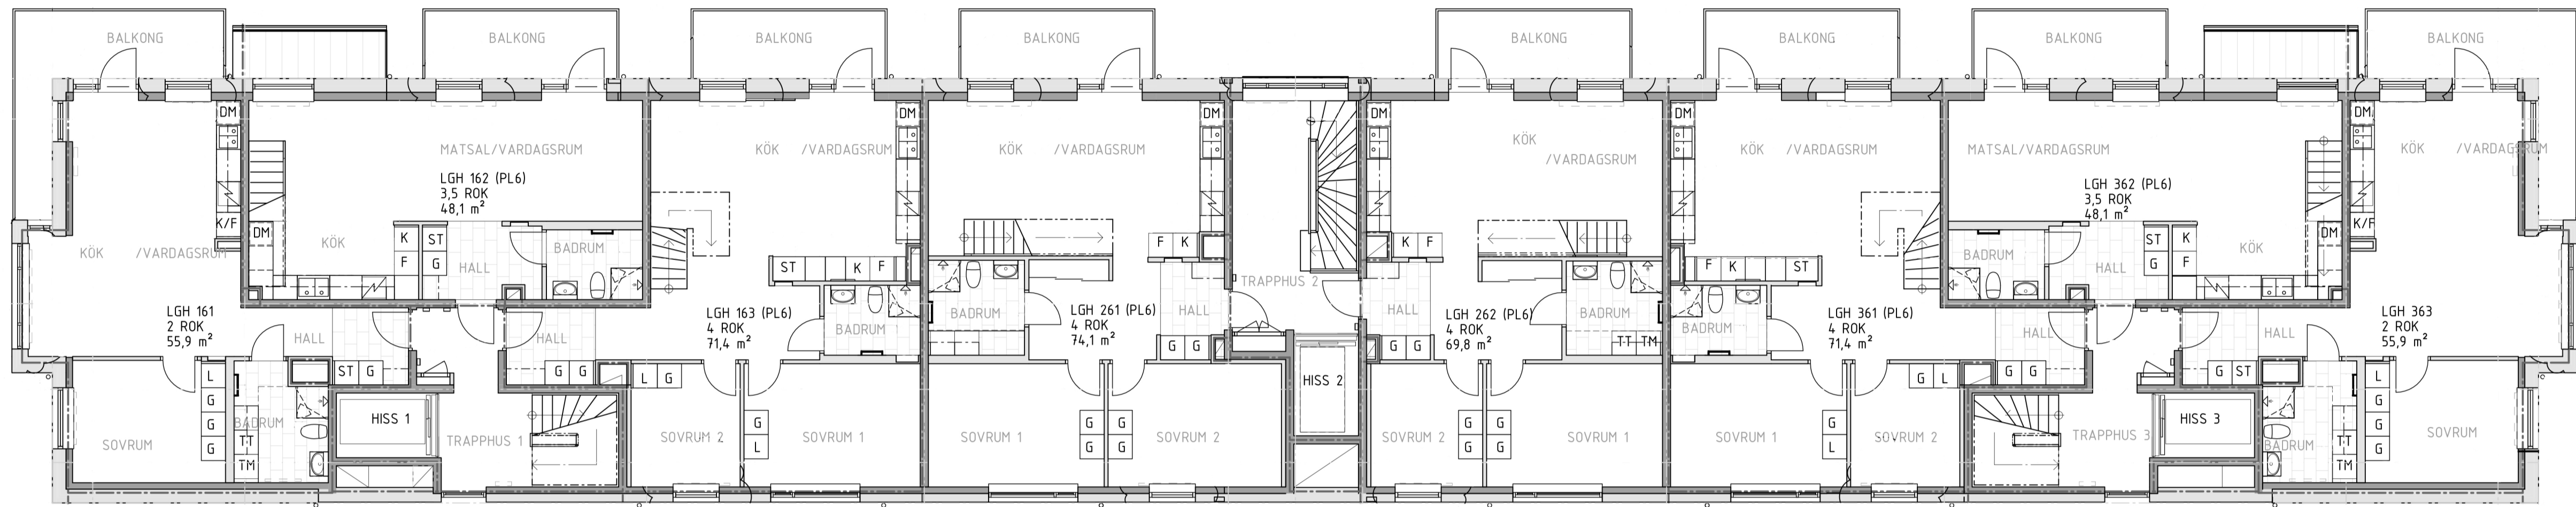 BALKONG
BALKONG
BALKONG
BALKONG
BALKONG
BALKONG
BALKONG
BALKONG
DM
KÖK /VARDAGSRUM
K/F
LGH 161
2 ROK
55,9 m²
HALL
ST G
L
G
G
G
SOVRUM
BADRUM
TT
TM
MATSAL/VARDAGSRUM
LGH 162 (PL6)
3,5 ROK
48,1 m²
DM
KÖK
K
F
ST
G
HALL
BADRUM
HISS 1
TRAPPHUS 1
KÖK /VARDAGSRUM
DM
ST K F
LGH 163 (PL6)
4 ROK
71,4 m²
BADRUM
HALL
G G
L G
SOVRUM 2
G
L
SOVRUM 1
KÖK /VARDAGSRUM
DM
F K
BADRUM
LGH 261 (PL6)
4 ROK
74,1 m²
HALL
G G
SOVRUM 1
G
G
G
G
SOVRUM 2
TRAPPHUS 2
HISS 2
DM
KÖK
/VARDAGSRUM
K F
HALL
LGH 262 (PL6)
4 ROK
69,8 m²
BADRUM
TT TM
G G
SOVRUM 2
G
G
G
G
SOVRUM 1
DM
KÖK /VARDAGSRUM
F K ST
BADRUM
LGH 361 (PL6)
4 ROK
71,4 m²
HALL
G G
G L
SOVRUM 1
G
L
SOVRUM 2
MATSAL/VARDAGSRUM
LGH 362 (PL6)
3,5 ROK
48,1 m²
BADRUM
HALL
ST
G
K
F
KÖK
DM
TRAPPHUS 3
HISS 3
DM
KÖK /VARDAGSRUM
K/F
LGH 363
2 ROK
55,9 m²
HALL
G ST
L
G
G
G
BADRUM
TT
TM
SOVRUM